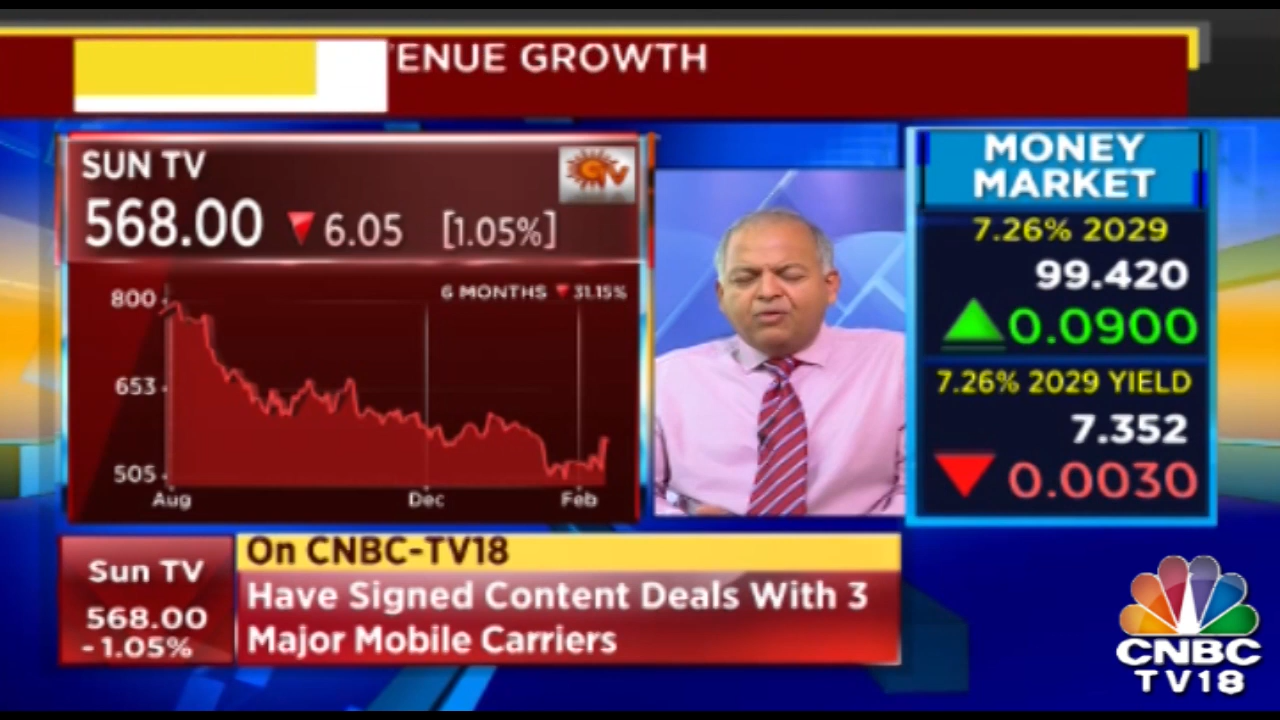 ENUE GROWTH
SUN TV
568.00 ▼ 6.05 [1.05%]
6 MONTHS ▼ 31.15%
800
653
505
Aug Dec Feb
MONEY
MARKET
7.26% 2029
99.420
▲ 0.0900
7.26% 2029 YIELD
7.352
▼ 0.0030
Sun TV
568.00
-1.05%
On CNBC-TV18
Have Signed Content Deals With 3
Major Mobile Carriers
CNBC
TV18